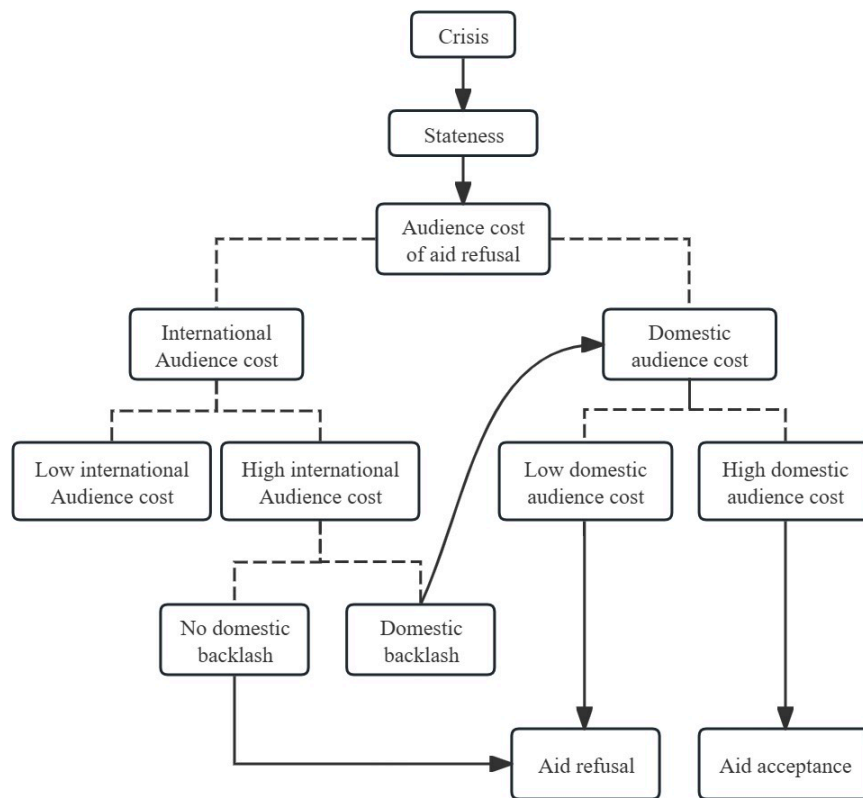 Crisis
Stateness
Audience cost
of aid refusal
International
Audience cost
Domestic
audience cost
Low international
Audience cost
High international
Audience cost
Low domestic
audience cost
High domestic
audience cost
No domestic
backlash
Domestic
backlash
Aid refusal
Aid acceptance